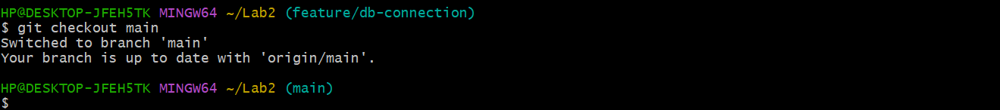 HP@DESKTOP-JFEH5TK MINGW64 ~/Lab2 (feature/db-connection)
$ git checkout main
Switched to branch 'main'
Your branch is up to date with 'origin/main'.
HP@DESKTOP-JFEH5TK MINGW64 ~/Lab2 (main)
$